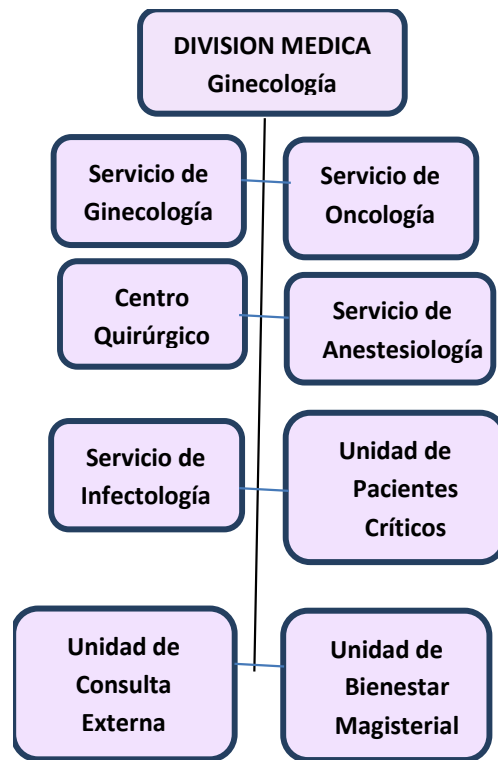 DIVISION MEDICA
Ginecología
Servicio de
Ginecología
Servicio de
Oncología
Centro
Quirúrgico
Servicio de
Anestesiología
Servicio de
Infectología
Unidad de
Pacientes
Críticos
Unidad de
Consulta
Externa
Unidad de
Bienestar
Magisterial